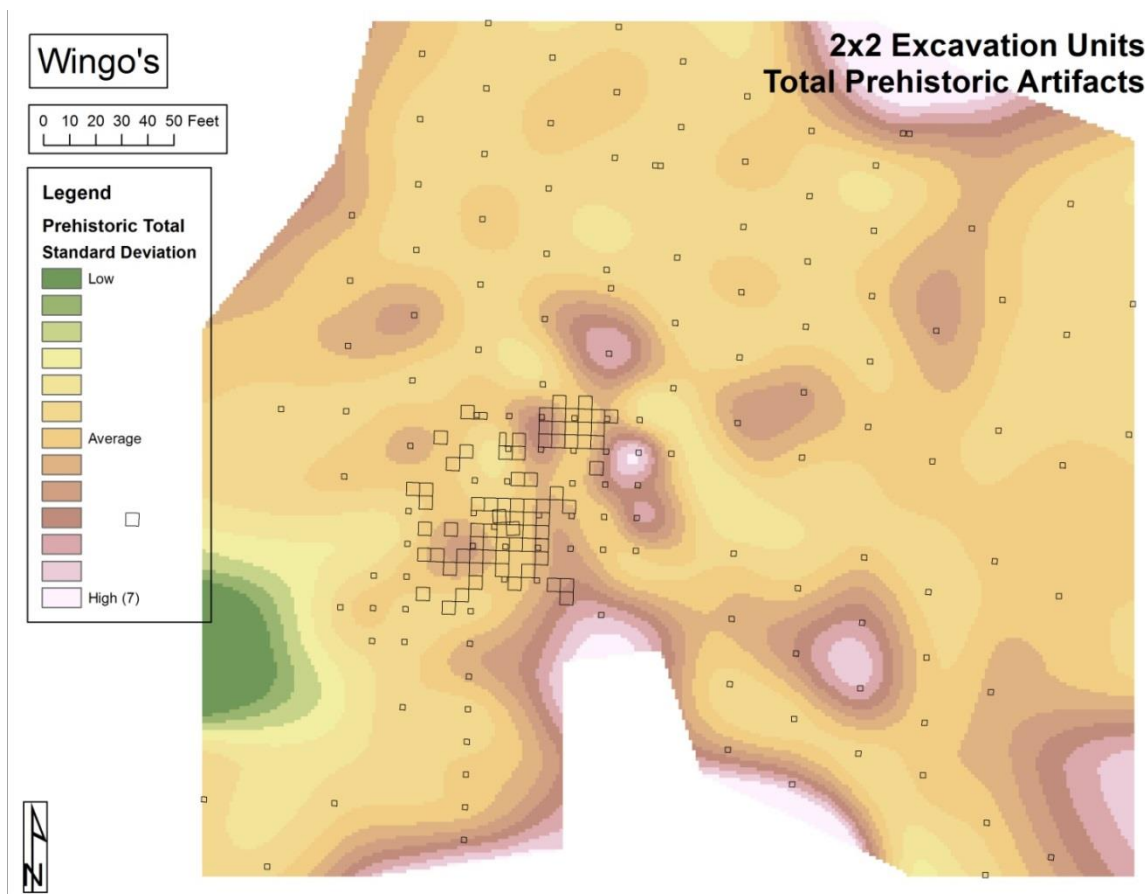 Wingo's
2x2 Excavation Units
Total Prehistoric Artifacts
0 10 20 30 40 50 Feet
Legend
Prehistoric Total
Standard Deviation
Low
Average
High (7)
N